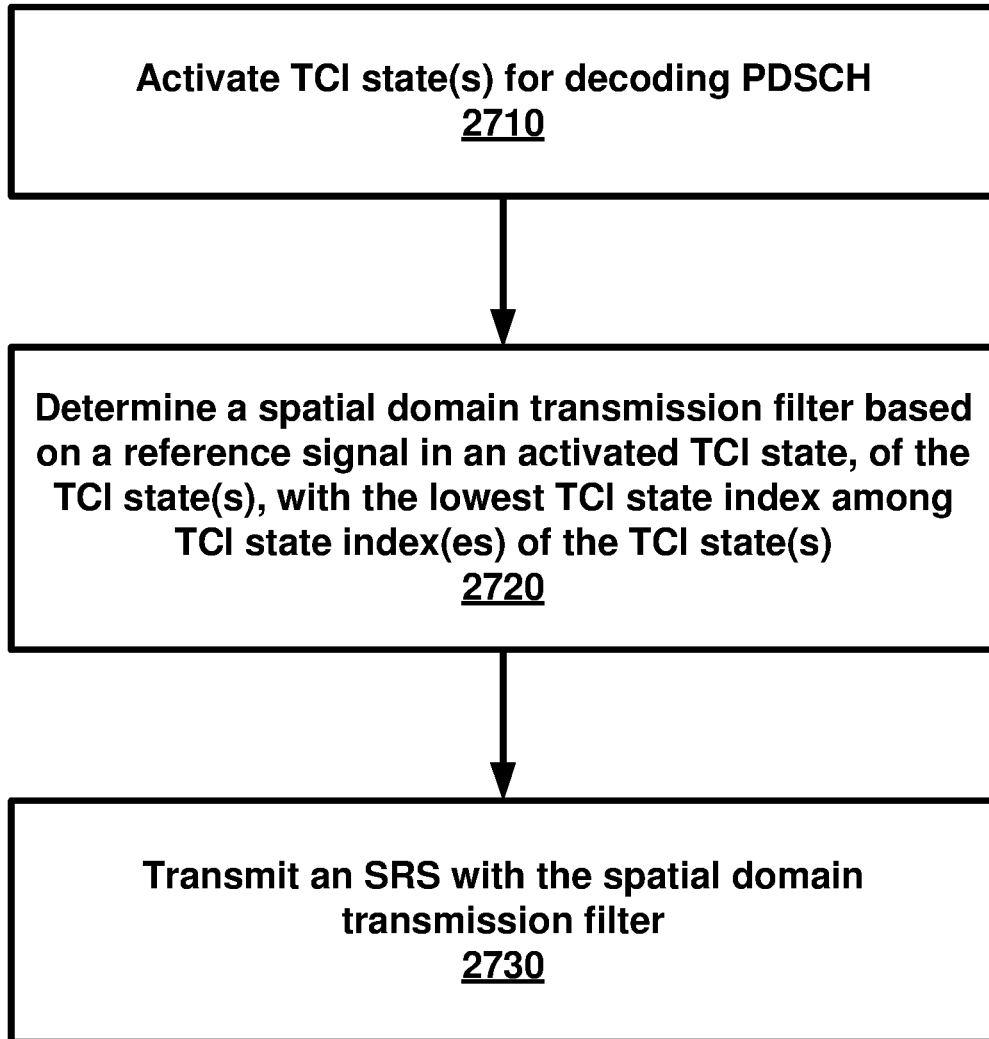 Activate TCI state(s) for decoding PDSCH
2710
Determine a spatial domain transmission filter based
on a reference signal in an activated TCI state, of the
TCI state(s), with the lowest TCI state index among
TCI state index(es) of the TCI state(s)
2720
Transmit an SRS with the spatial domain
transmission filter
2730